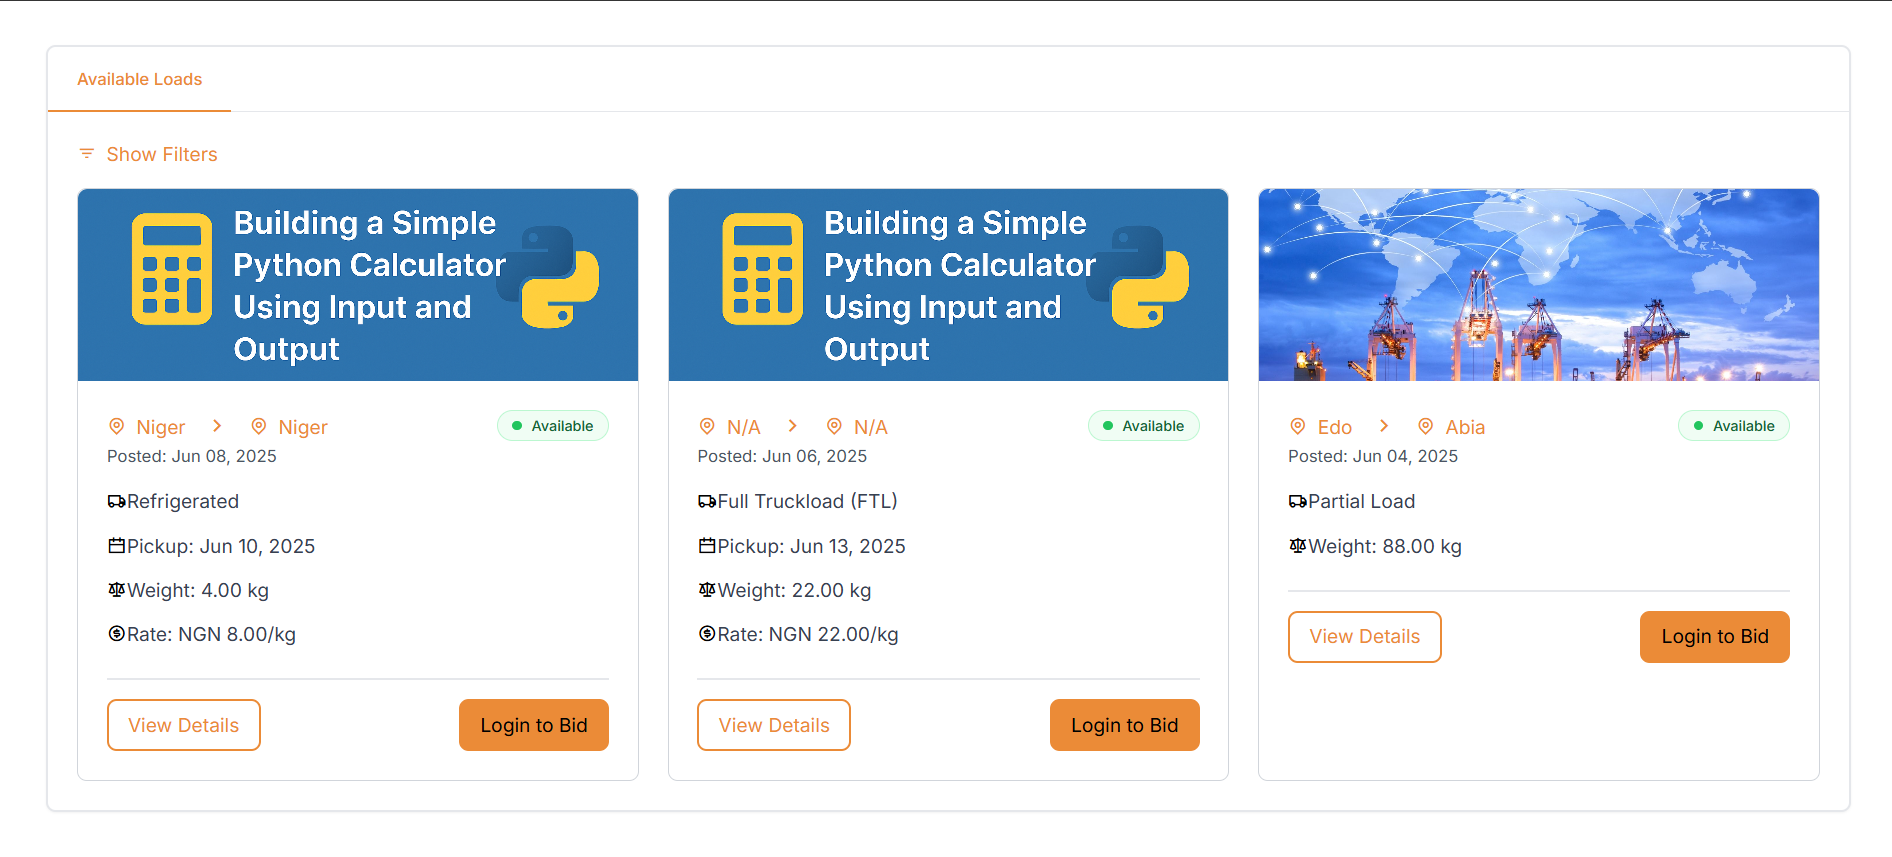 Available Loads
Show Filters
Building a Simple
Python Calculator
Using Input and
Output
Niger > Niger
Available
Posted: Jun 08, 2025
Refrigerated
Pickup: Jun 10, 2025
Weight: 4.00 kg
Rate: NGN 8.00/kg
View Details
Login to Bid
Building a Simple
Python Calculator
Using Input and
Output
N/A > N/A
Available
Posted: Jun 06, 2025
Full Truckload (FTL)
Pickup: Jun 13, 2025
Weight: 22.00 kg
Rate: NGN 22.00/kg
View Details
Login to Bid
Edo > Abia
Available
Posted: Jun 04, 2025
Partial Load
Weight: 88.00 kg
View Details
Login to Bid